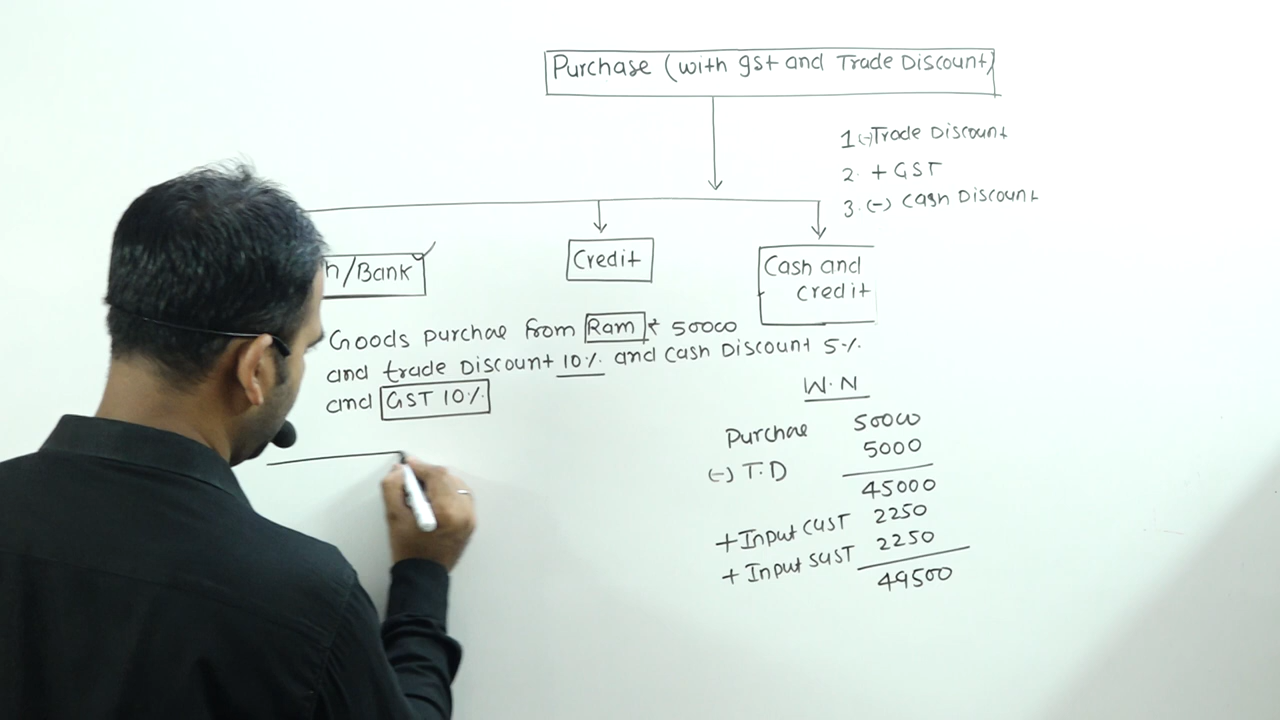 Purchase (with gst and Trade Discount)
1 (-) Trade Discount
2. + GST
3. (-) Cash Discount
/Bank
Credit
Cash and
credit
Goods purchae from Ram ₹ 50000
and trade Discount 10% and Cash Discount 5%.
and GST 10%
W.N
Purchae 50000
(-) T.D 5000
45000
+ Input CGST 2250
+ Input SGST 2250
49500